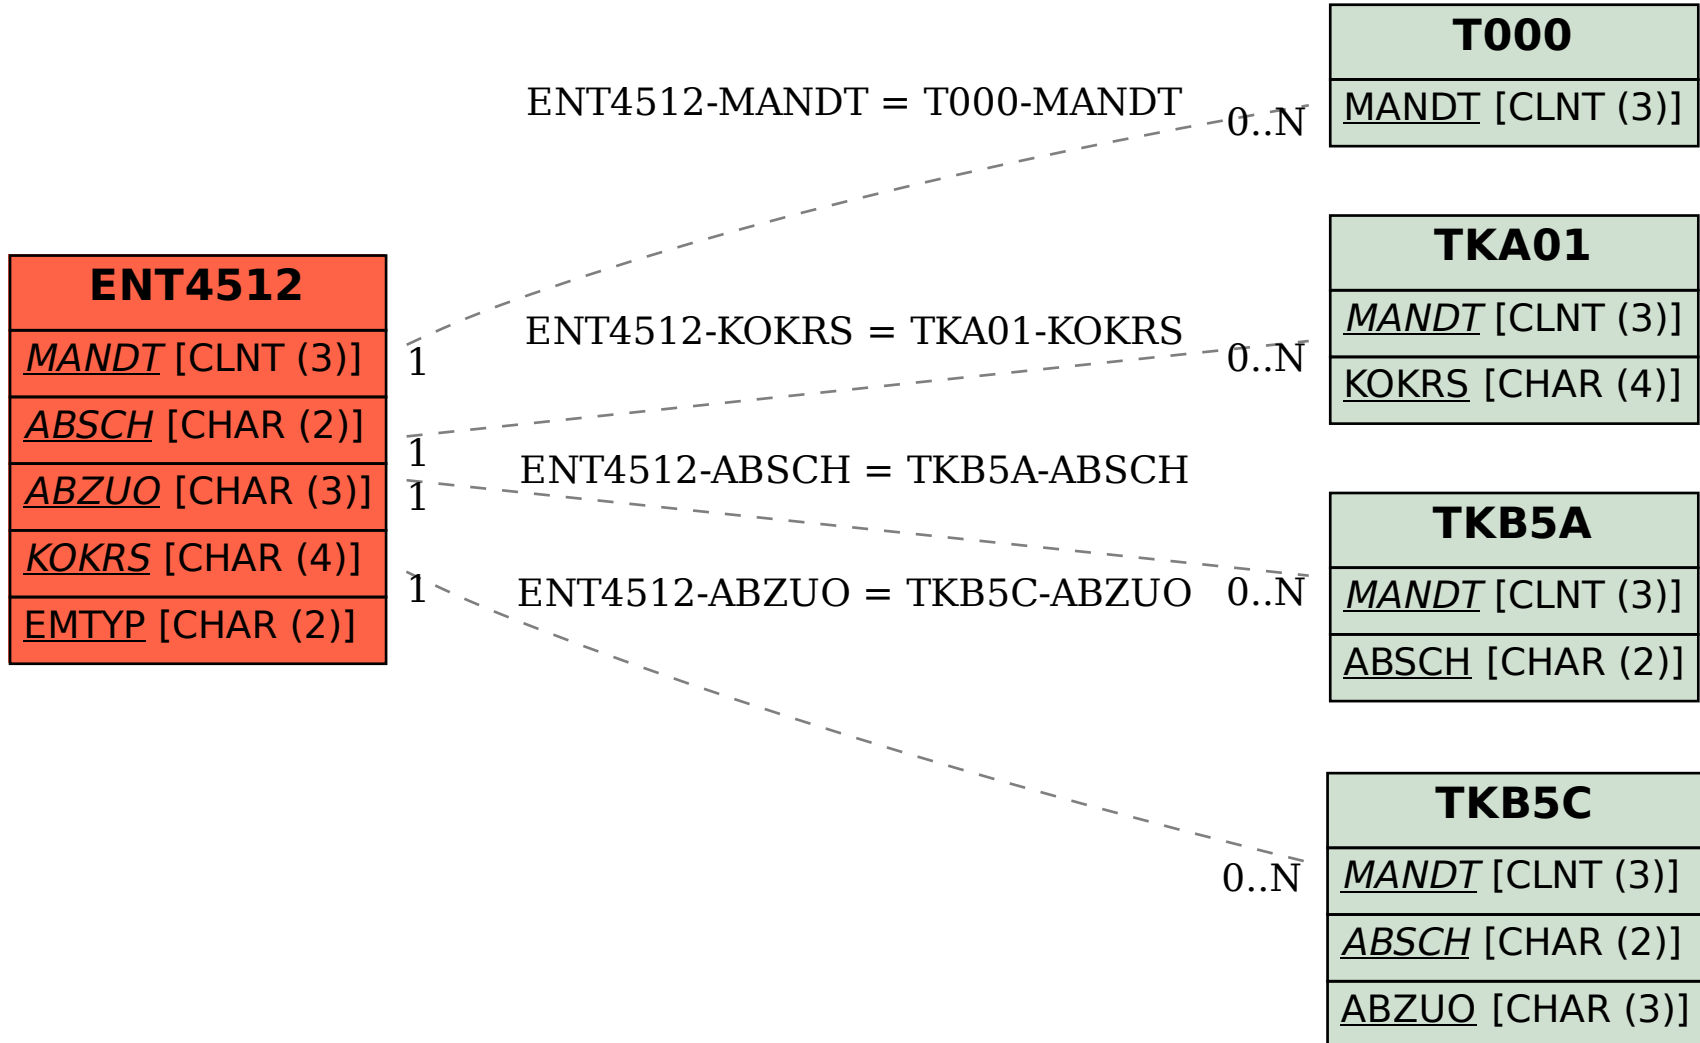 ENT4512
MANDT [CLNT (3)]
ABSCH [CHAR (2)]
ABZUO [CHAR (3)]
KOKRS [CHAR (4)]
EMTYP [CHAR (2)]
ENT4512-MANDT = T000-MANDT
1
0..N
ENT4512-KOKRS = TKA01-KOKRS
1
0..N
ENT4512-ABSCH = TKB5A-ABSCH
1
0..N
ENT4512-ABZUO = TKB5C-ABZUO
1
0..N
T000
MANDT [CLNT (3)]
TKA01
MANDT [CLNT (3)]
KOKRS [CHAR (4)]
TKB5A
MANDT [CLNT (3)]
ABSCH [CHAR (2)]
TKB5C
MANDT [CLNT (3)]
ABSCH [CHAR (2)]
ABZUO [CHAR (3)]